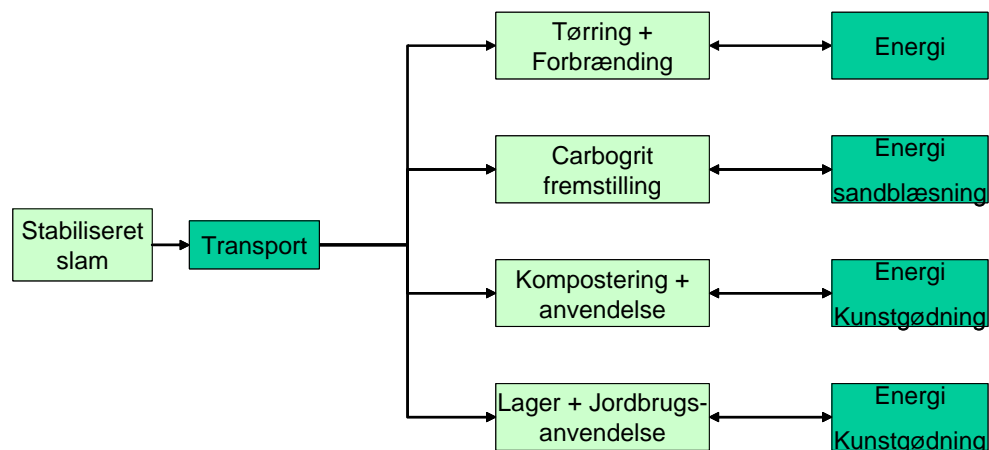 Tørring +
Forbrænding
Energi
Carbogrit
fremstilling
Energi
sandblæsning
Stabiliseret
slam
Transport
Kompostering +
anvendelse
Energi
Kunstgødning
Lager + Jordbrugs-
anvendelse
Energi
Kunstgødning